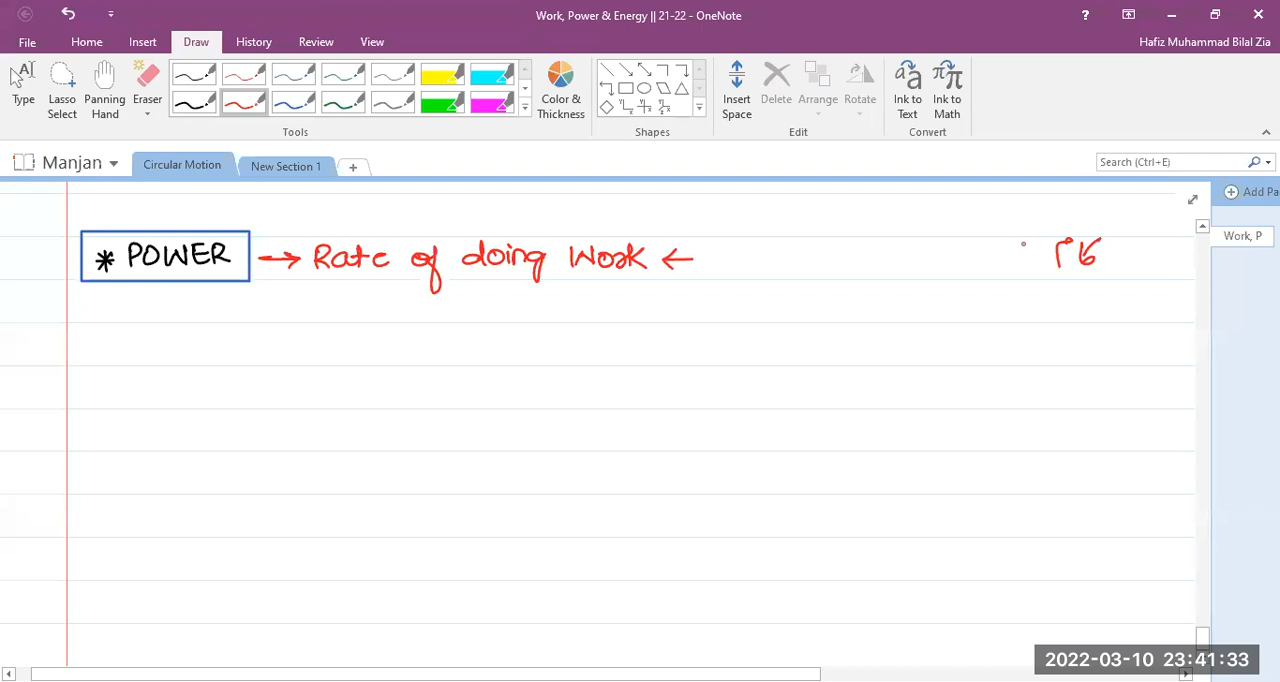 Work, Power & Energy || 21-22 - OneNote
?
File Home Insert Draw History Review View
Hafiz Muhammad Bilal Zia
Type
Lasso Select
Panning Hand
Eraser
Color & Thickness
Insert Space
Delete
Arrange
Rotate
Ink to Text
Ink to Math
Tools
Shapes
Edit
Convert
Manjan
Circular Motion
New Section 1
Search (Ctrl+E)
Add Pa
Work, P
* POWER → Rate of doing Work ←
2022-03-10 23:41:33